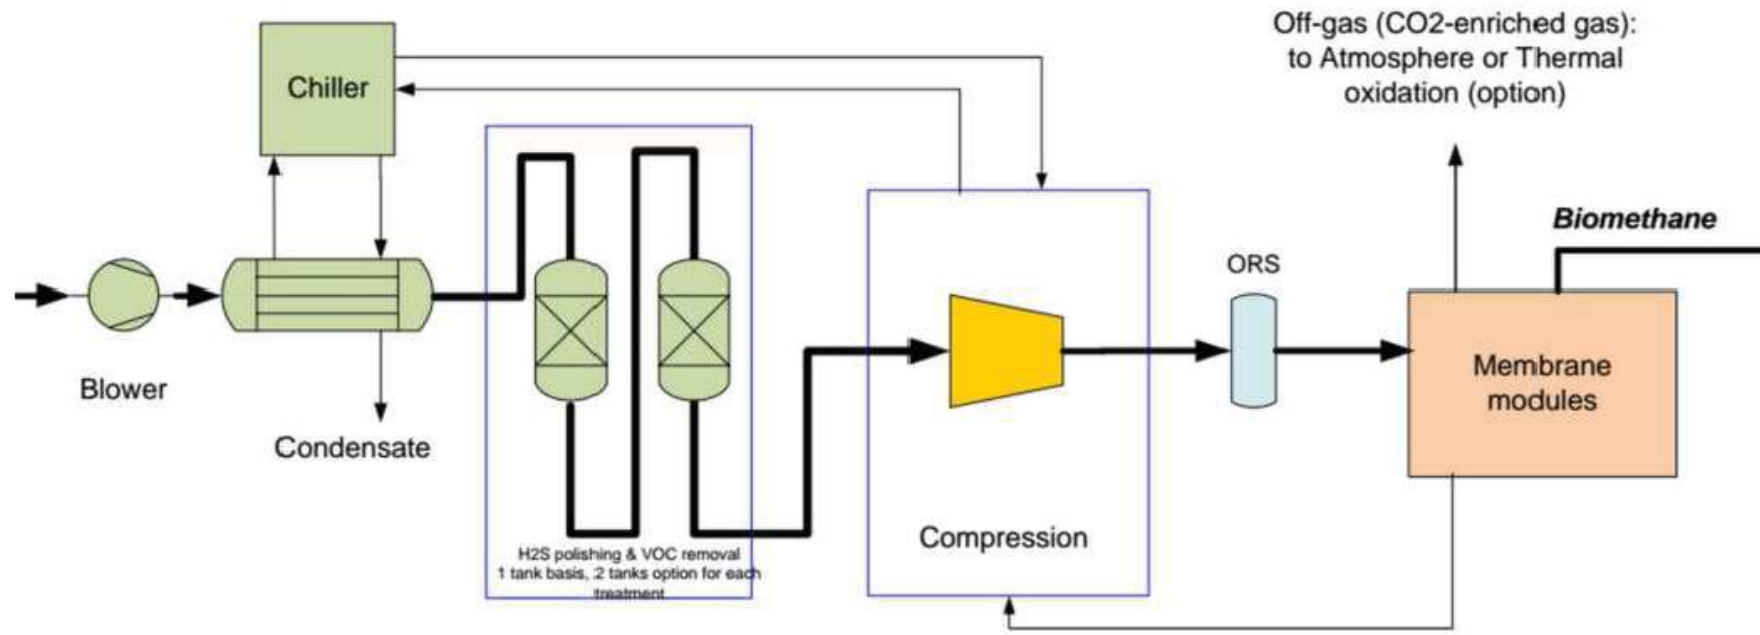 Off-gas (CO2-enriched gas):
to Atmosphere or Thermal
oxidation (option)
Chiller
Biomethane
ORS
Blower
Membrane
modules
Condensate
Compression
H2S polishing & VOC removal
1 tank basis, 2 tanks option for each
treatment